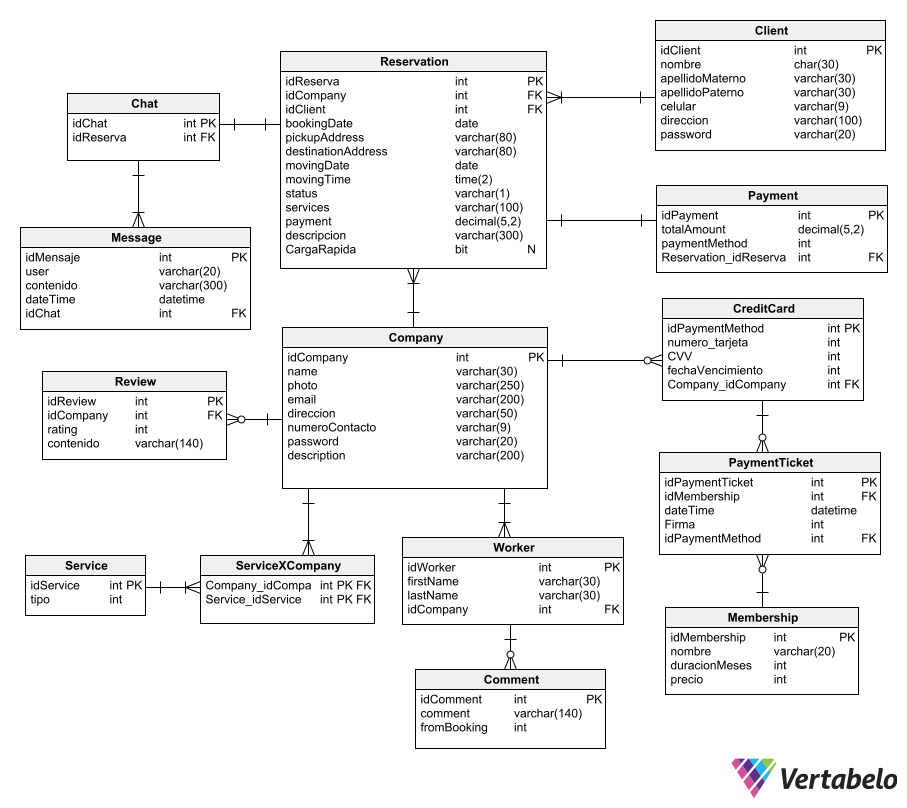 Client
idClient int PK
nombre char(30)
apellidoMaterno varchar(30)
apellidoPaterno varchar(30)
celular varchar(9)
direccion varchar(100)
password varchar(20)
Reservation
idReserva int PK
idCompany int FK
idClient int FK
bookingDate date
pickupAddress varchar(80)
destinationAddress varchar(80)
movingDate date
movingTime time(2)
status varchar(1)
services varchar(100)
payment decimal(5,2)
descripcion varchar(300)
CargaRapida bit N
Chat
idChat int PK
idReserva int FK
Payment
idPayment int PK
totalAmount decimal(5,2)
paymentMethod int
Reservation_idReserva int FK
Message
idMensaje int PK
user varchar(20)
contenido varchar(300)
dateTime datetime
idChat int FK
CreditCard
idPaymentMethod int PK
numero_tarjeta int
CVV int
fechaVencimiento int
Company_idCompany int FK
Company
idCompany int PK
name varchar(30)
photo varchar(250)
email varchar(200)
direccion varchar(50)
numeroContacto varchar(9)
password varchar(20)
description varchar(200)
Review
idReview int PK
idCompany int FK
rating int
contenido varchar(140)
PaymentTicket
idPaymentTicket int PK
idMembership int FK
dateTime datetime
Firma int
idPaymentMethod int FK
Worker
idWorker int PK
firstName varchar(30)
lastName varchar(30)
idCompany int FK
Service
idService int PK
tipo int
ServiceXCompany
Company_idCompa int PK FK
Service_idService int PK FK
Membership
idMembership int PK
nombre varchar(20)
duracionMeses int
precio int
Comment
idComment int PK
comment varchar(140)
fromBooking int
Vertabelo